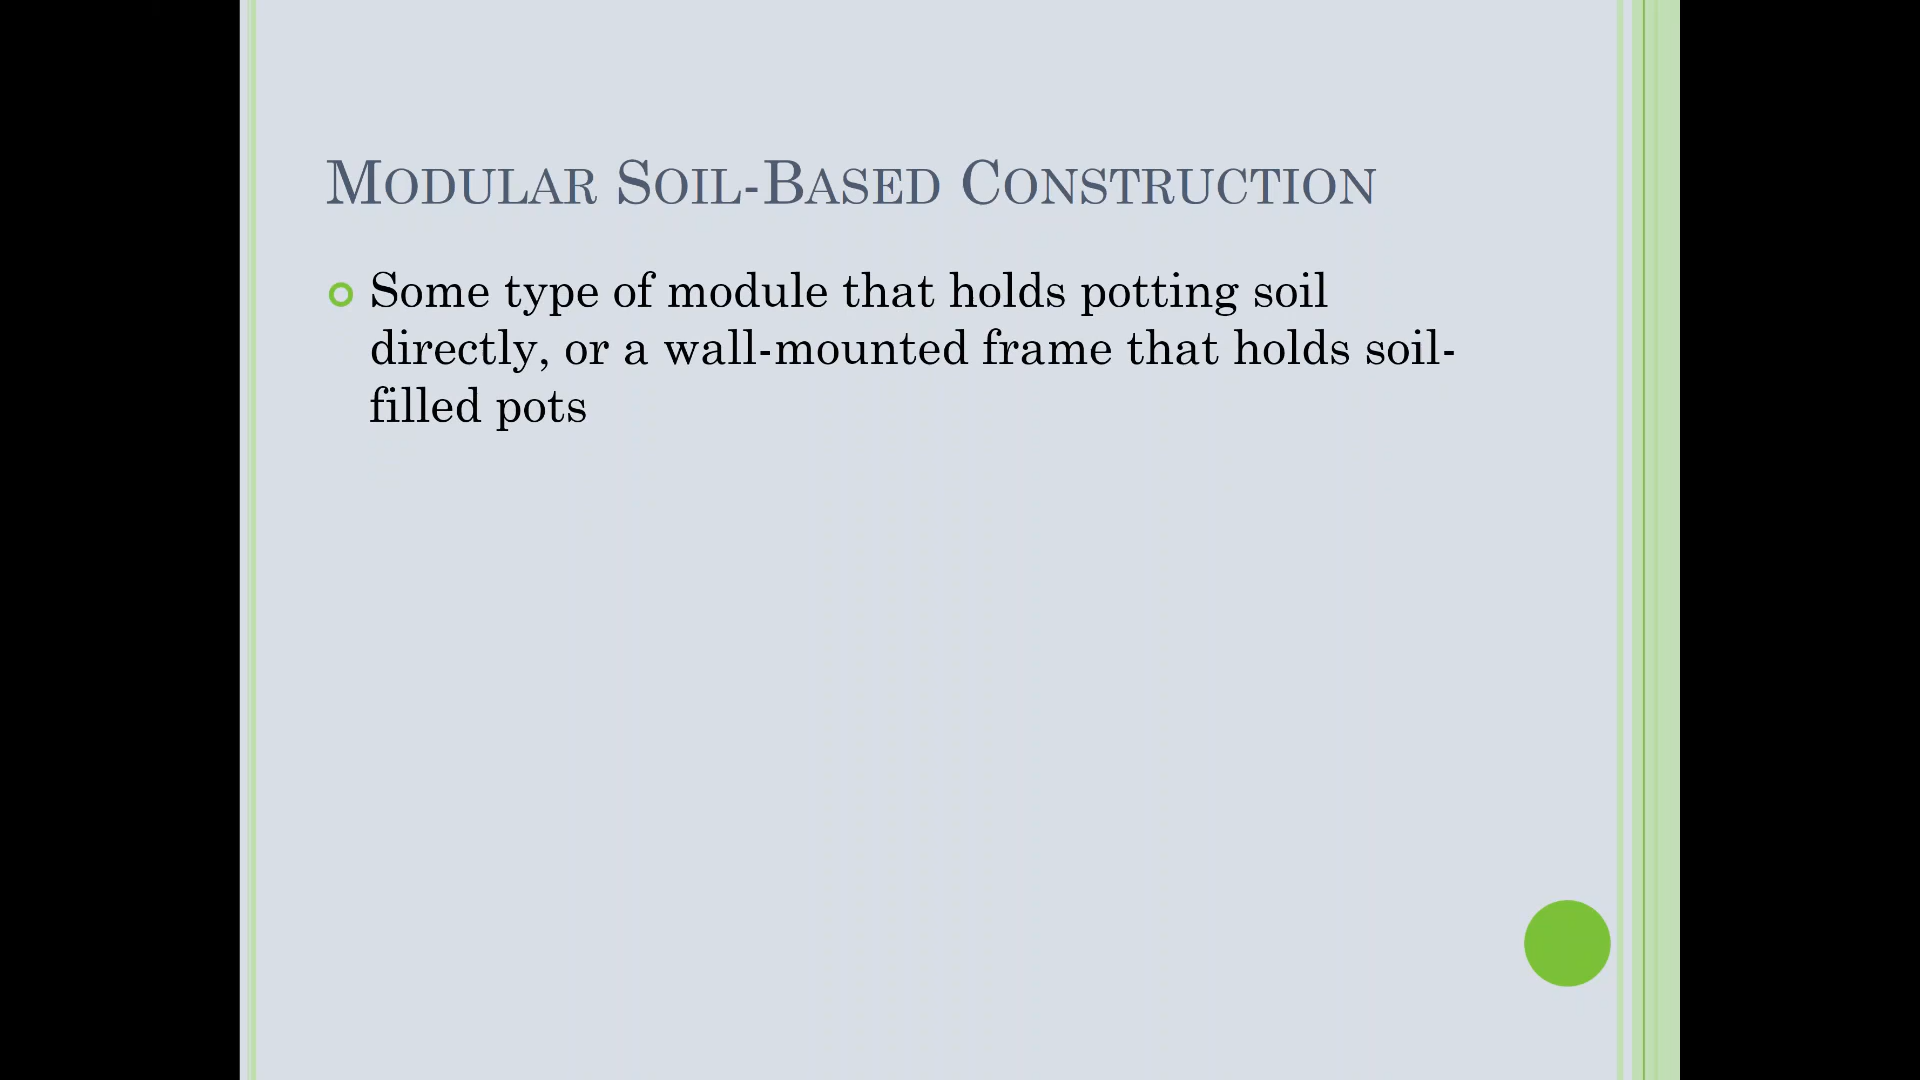 Modular Soil-Based Construction
Some type of module that holds potting soil
directly, or a wall-mounted frame that holds soil-
filled pots